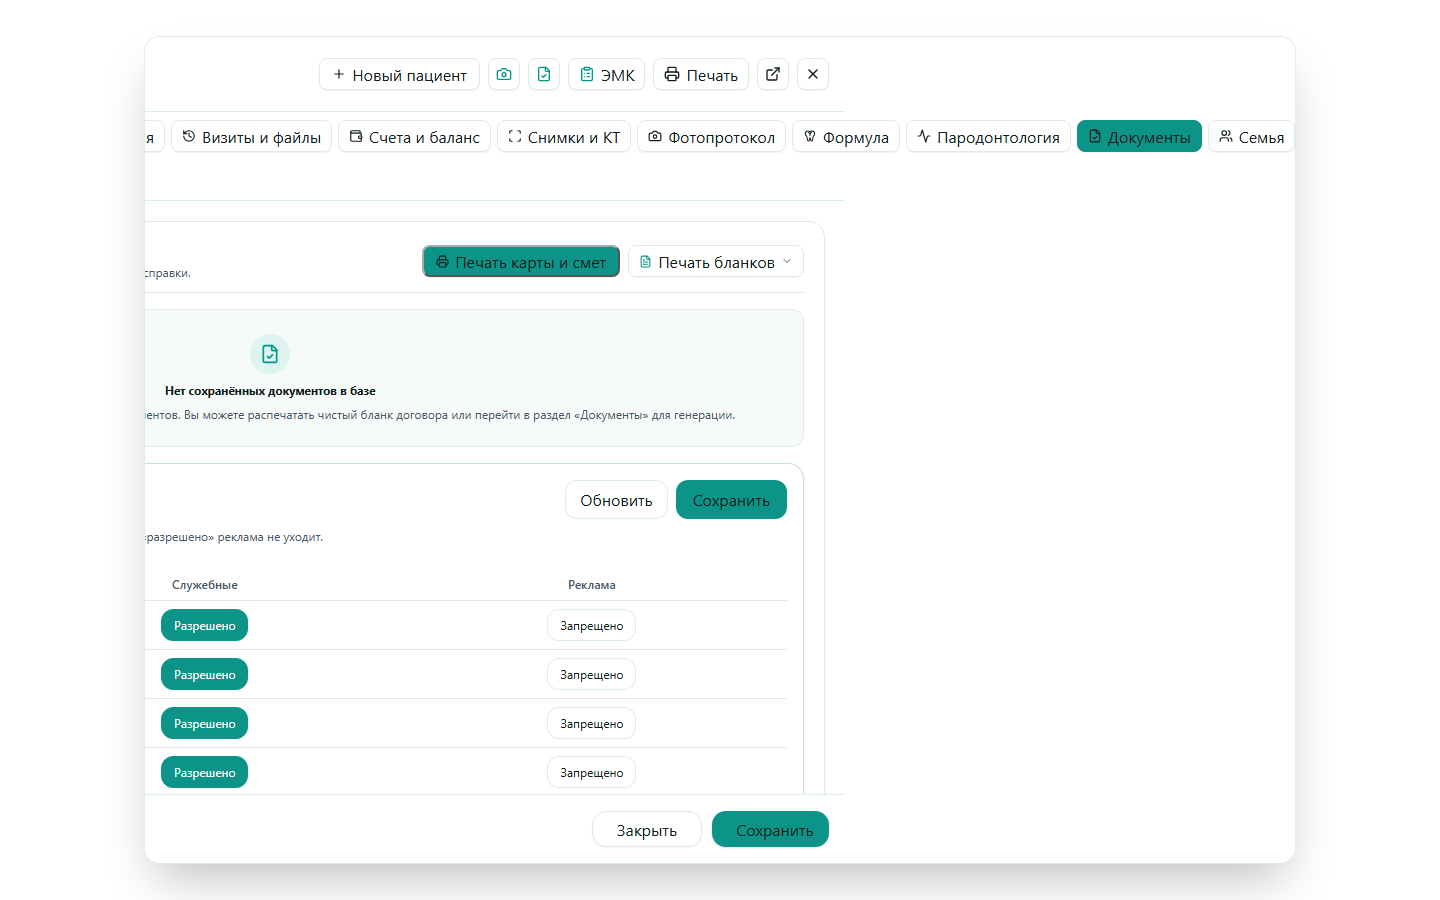 Новый пациент ЭМК Печать
я Визиты и файлы Счета и баланс Снимки и КТ Фотопротокол Формула Пародонтология Документы Семья
Печать карты и смет Печать бланков
справки.
Нет сохранённых документов в базе
ментов. Вы можете распечатать чистый бланк договора или перейти в раздел «Документы» для генерации.
Обновить Сохранить
«разрешено» реклама не уходит.
Служебные Реклама
Разрешено Запрещено
Разрешено Запрещено
Разрешено Запрещено
Разрешено Запрещено
Закрыть Сохранить